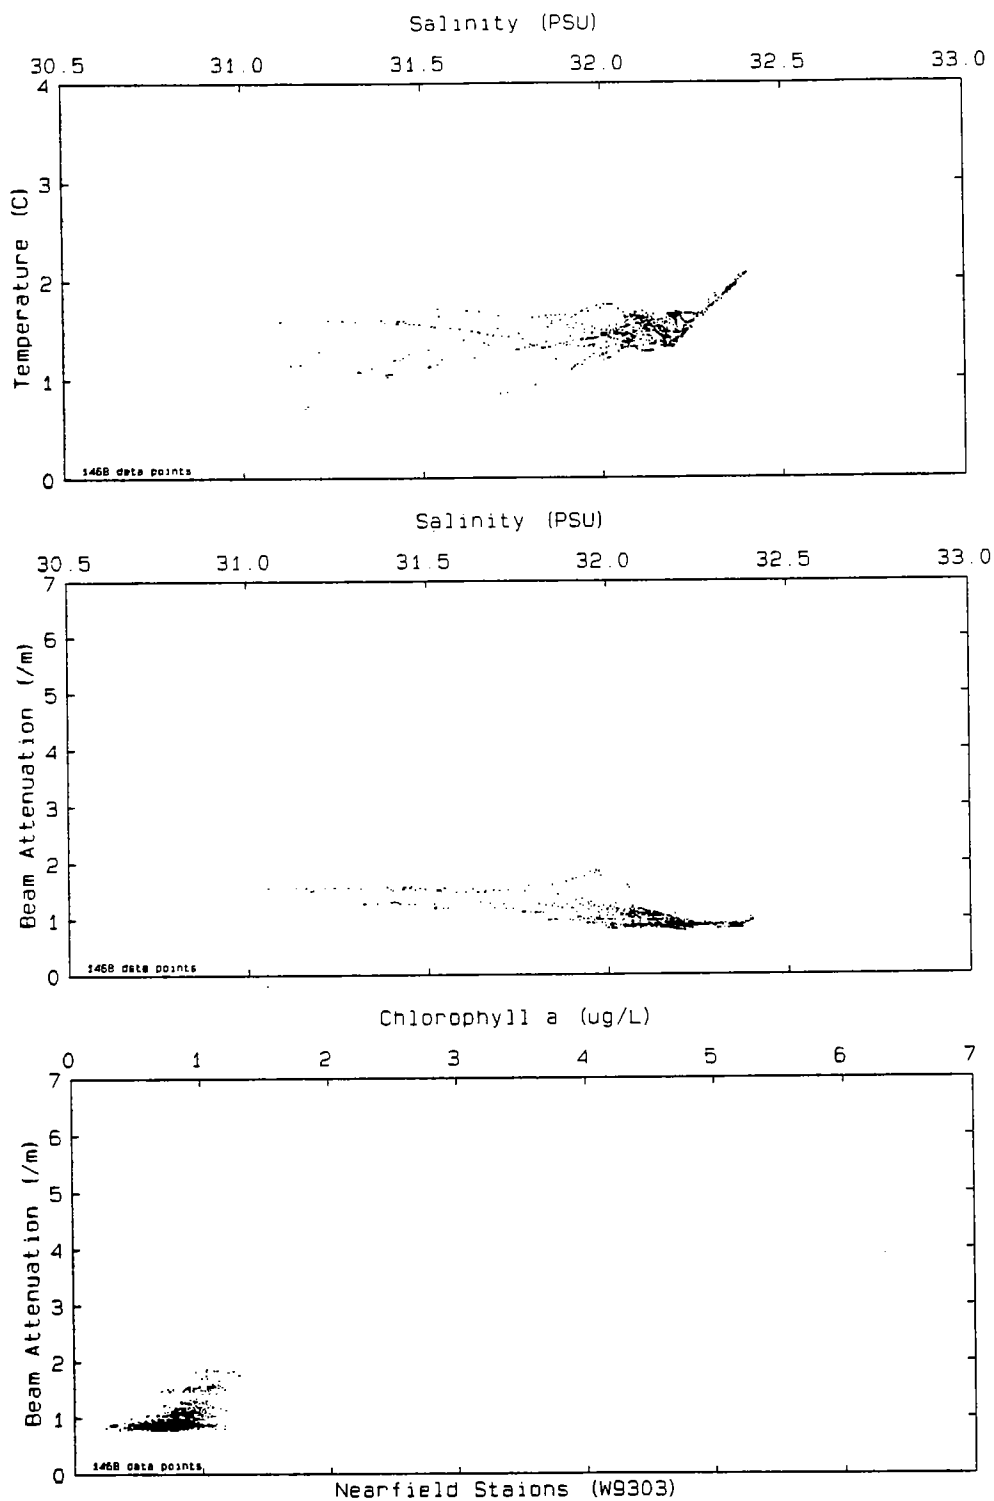 Salinity (PSU)
30.5 31.0 31.5 32.0 32.5 33.0
4
3
2
1
0
Temperature (C)
1468 data points
Salinity (PSU)
30.5 31.0 31.5 32.0 32.5 33.0
7
6
5
4
3
2
1
0
Beam Attenuation (/m)
1468 data points
Chlorophyll a (ug/L)
0 1 2 3 4 5 6 7
7
6
5
4
3
2
1
0
Beam Attenuation (/m)
1468 data points
Nearfield Staions (W9303)